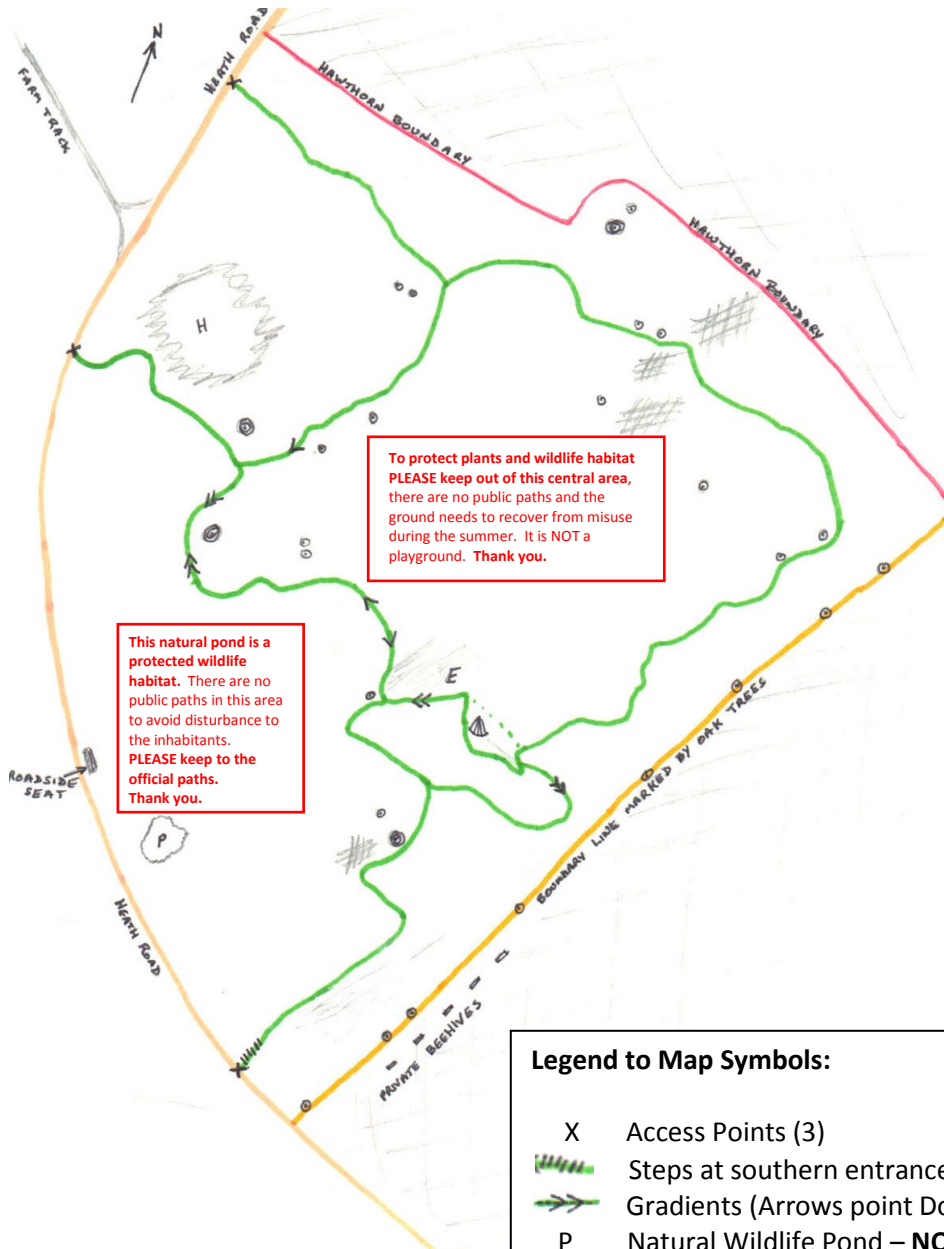 N
HEATH ROAD
FARM TRACK
HAWTHORN BOUNDARY
HAWTHORN BOUNDARY
H
To protect plants and wildlife habitat
PLEASE keep out of this central area,
there are no public paths and the
ground needs to recover from misuse
during the summer.  It is NOT a
playground.  Thank you.
This natural pond is a
protected wildlife
habitat.  There are no
public paths in this area
to avoid disturbance to
the inhabitants.
PLEASE keep to the
official paths.
Thank you.
E
ROADSIDE
SEAT
P
BOUNDARY LINE MARKED BY OAK TREES
HEATH ROAD
PRIVATE BEEHIVES
Legend to Map Symbols:
X Access Points (3)
Steps at southern entrance
Gradients (Arrows point Do
P Natural Wildlife Pond – NO